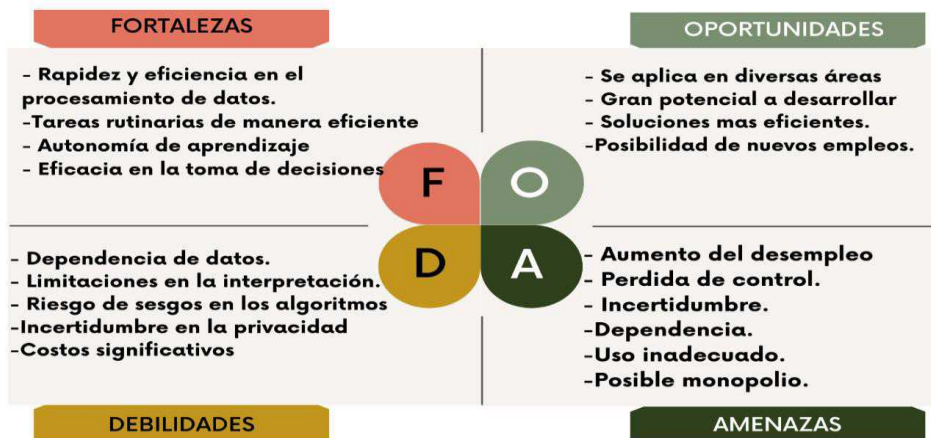 FORTALEZAS
- Rapidez y eficiencia en el
procesamiento de datos.
-Tareas rutinarias de manera eficiente
- Autonomía de aprendizaje
- Eficacia en la toma de decisiones
OPORTUNIDADES
- Se aplica en diversas áreas
- Gran potencial a desarrollar
- Soluciones mas eficientes.
-Posibilidad de nuevos empleos.
F
O
D
A
- Dependencia de datos.
- Limitaciones en la interpretación.
- Riesgo de sesgos en los algoritmos
-Incertidumbre en la privacidad
-Costos significativos
DEBILIDADES
- Aumento del desempleo
- Perdida de control.
- Incertidumbre.
-Dependencia.
-Uso inadecuado.
-Posible monopolio.
AMENAZAS